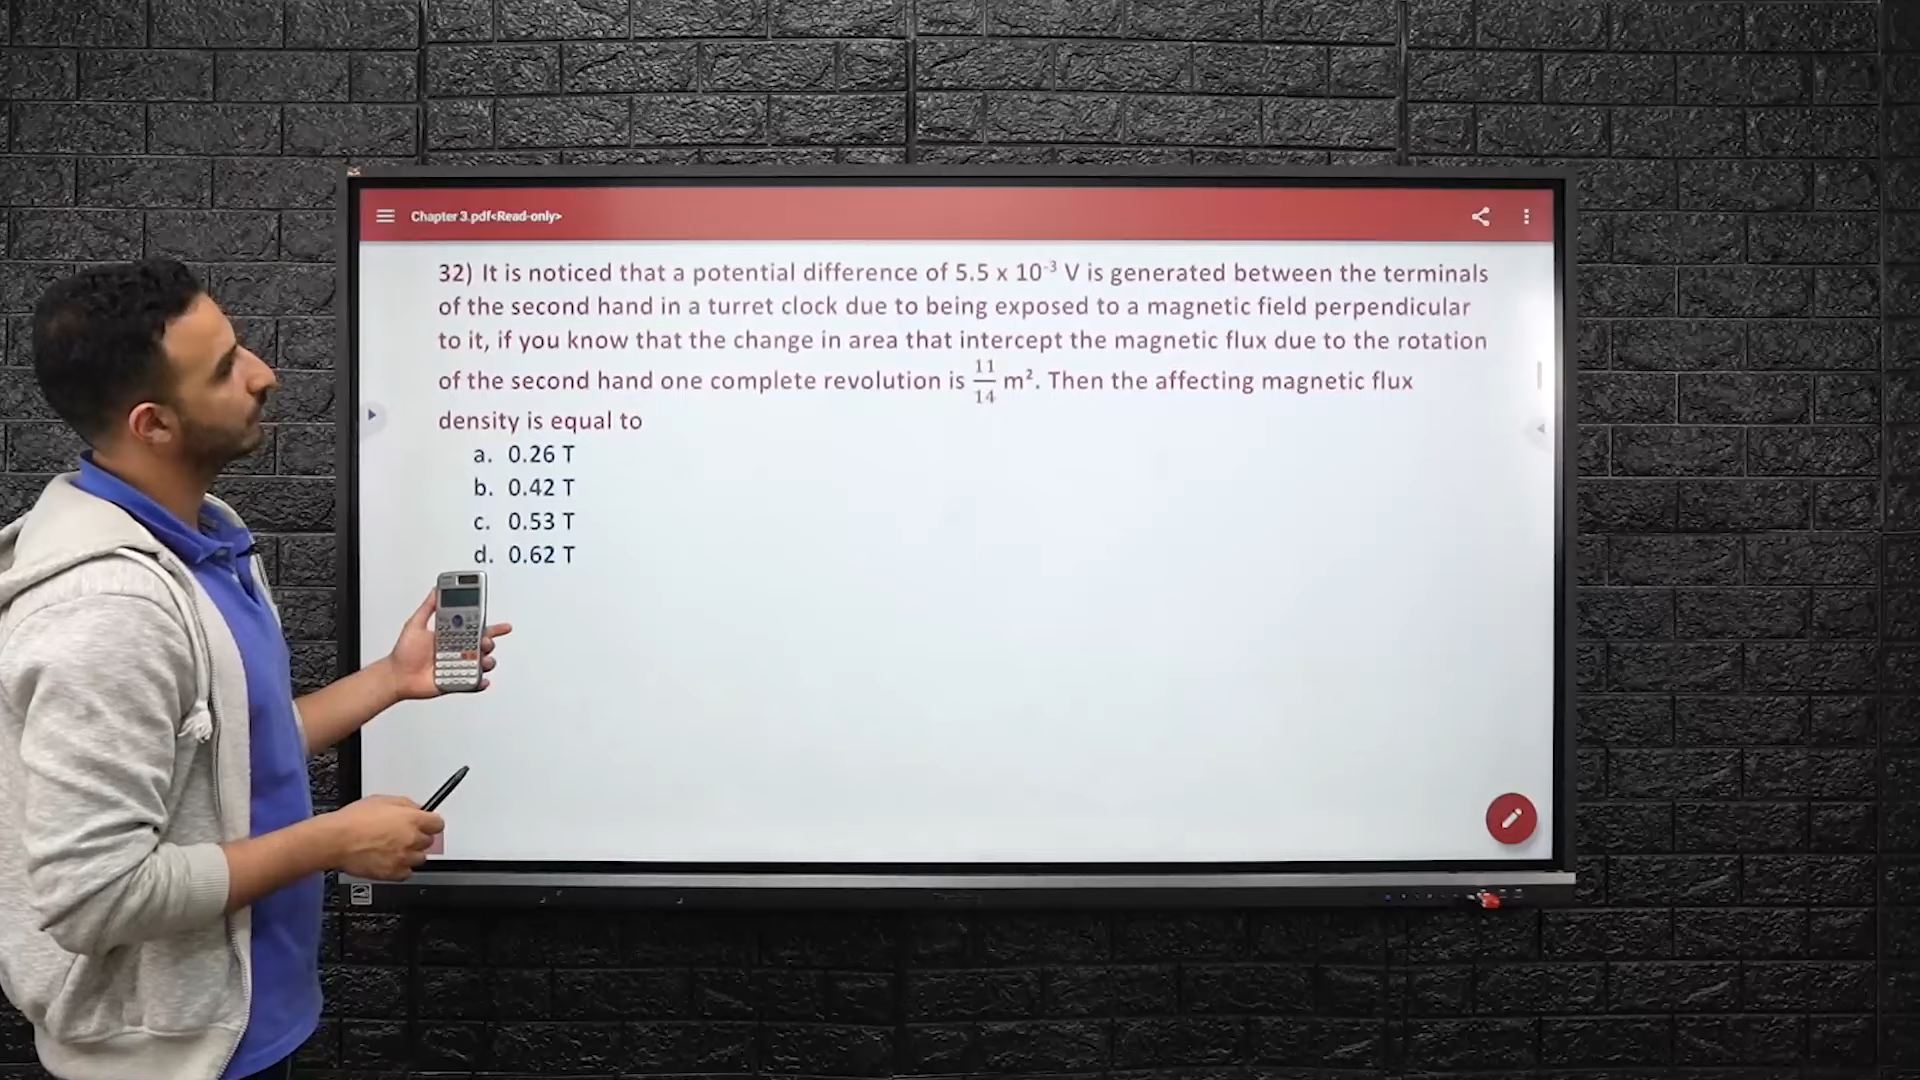 Chapter 3.pdf<Read-only>
32) It is noticed that a potential difference of 5.5 x 10⁻³ V is generated between the terminals
of the second hand in a turret clock due to being exposed to a magnetic field perpendicular
to it, if you know that the change in area that intercept the magnetic flux due to the rotation
of the second hand one complete revolution is 11/14 m². Then the affecting magnetic flux
density is equal to
a. 0.26 T
b. 0.42 T
c. 0.53 T
d. 0.62 T